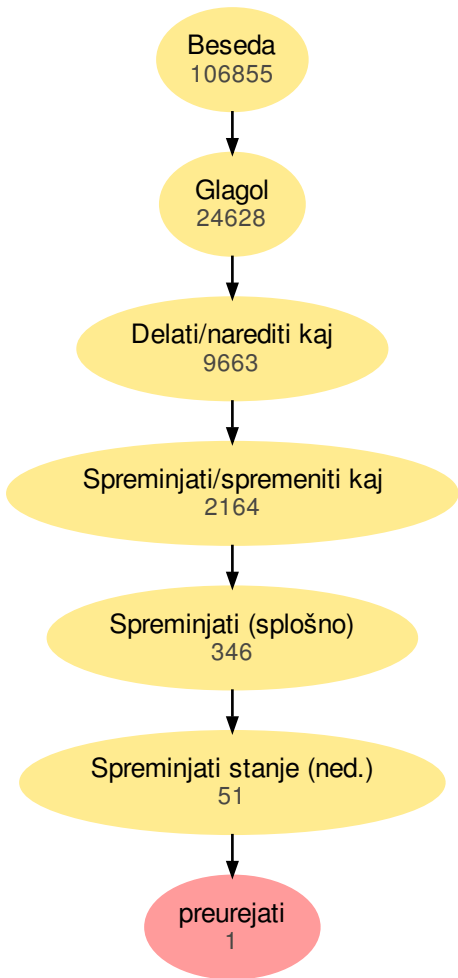 Beseda
106855
Glagol
24628
Delati/narediti kaj
9663
Spreminjati/spremeniti kaj
2164
Spreminjati (splošno)
346
Spreminjati stanje (ned.)
51
preurejati
1